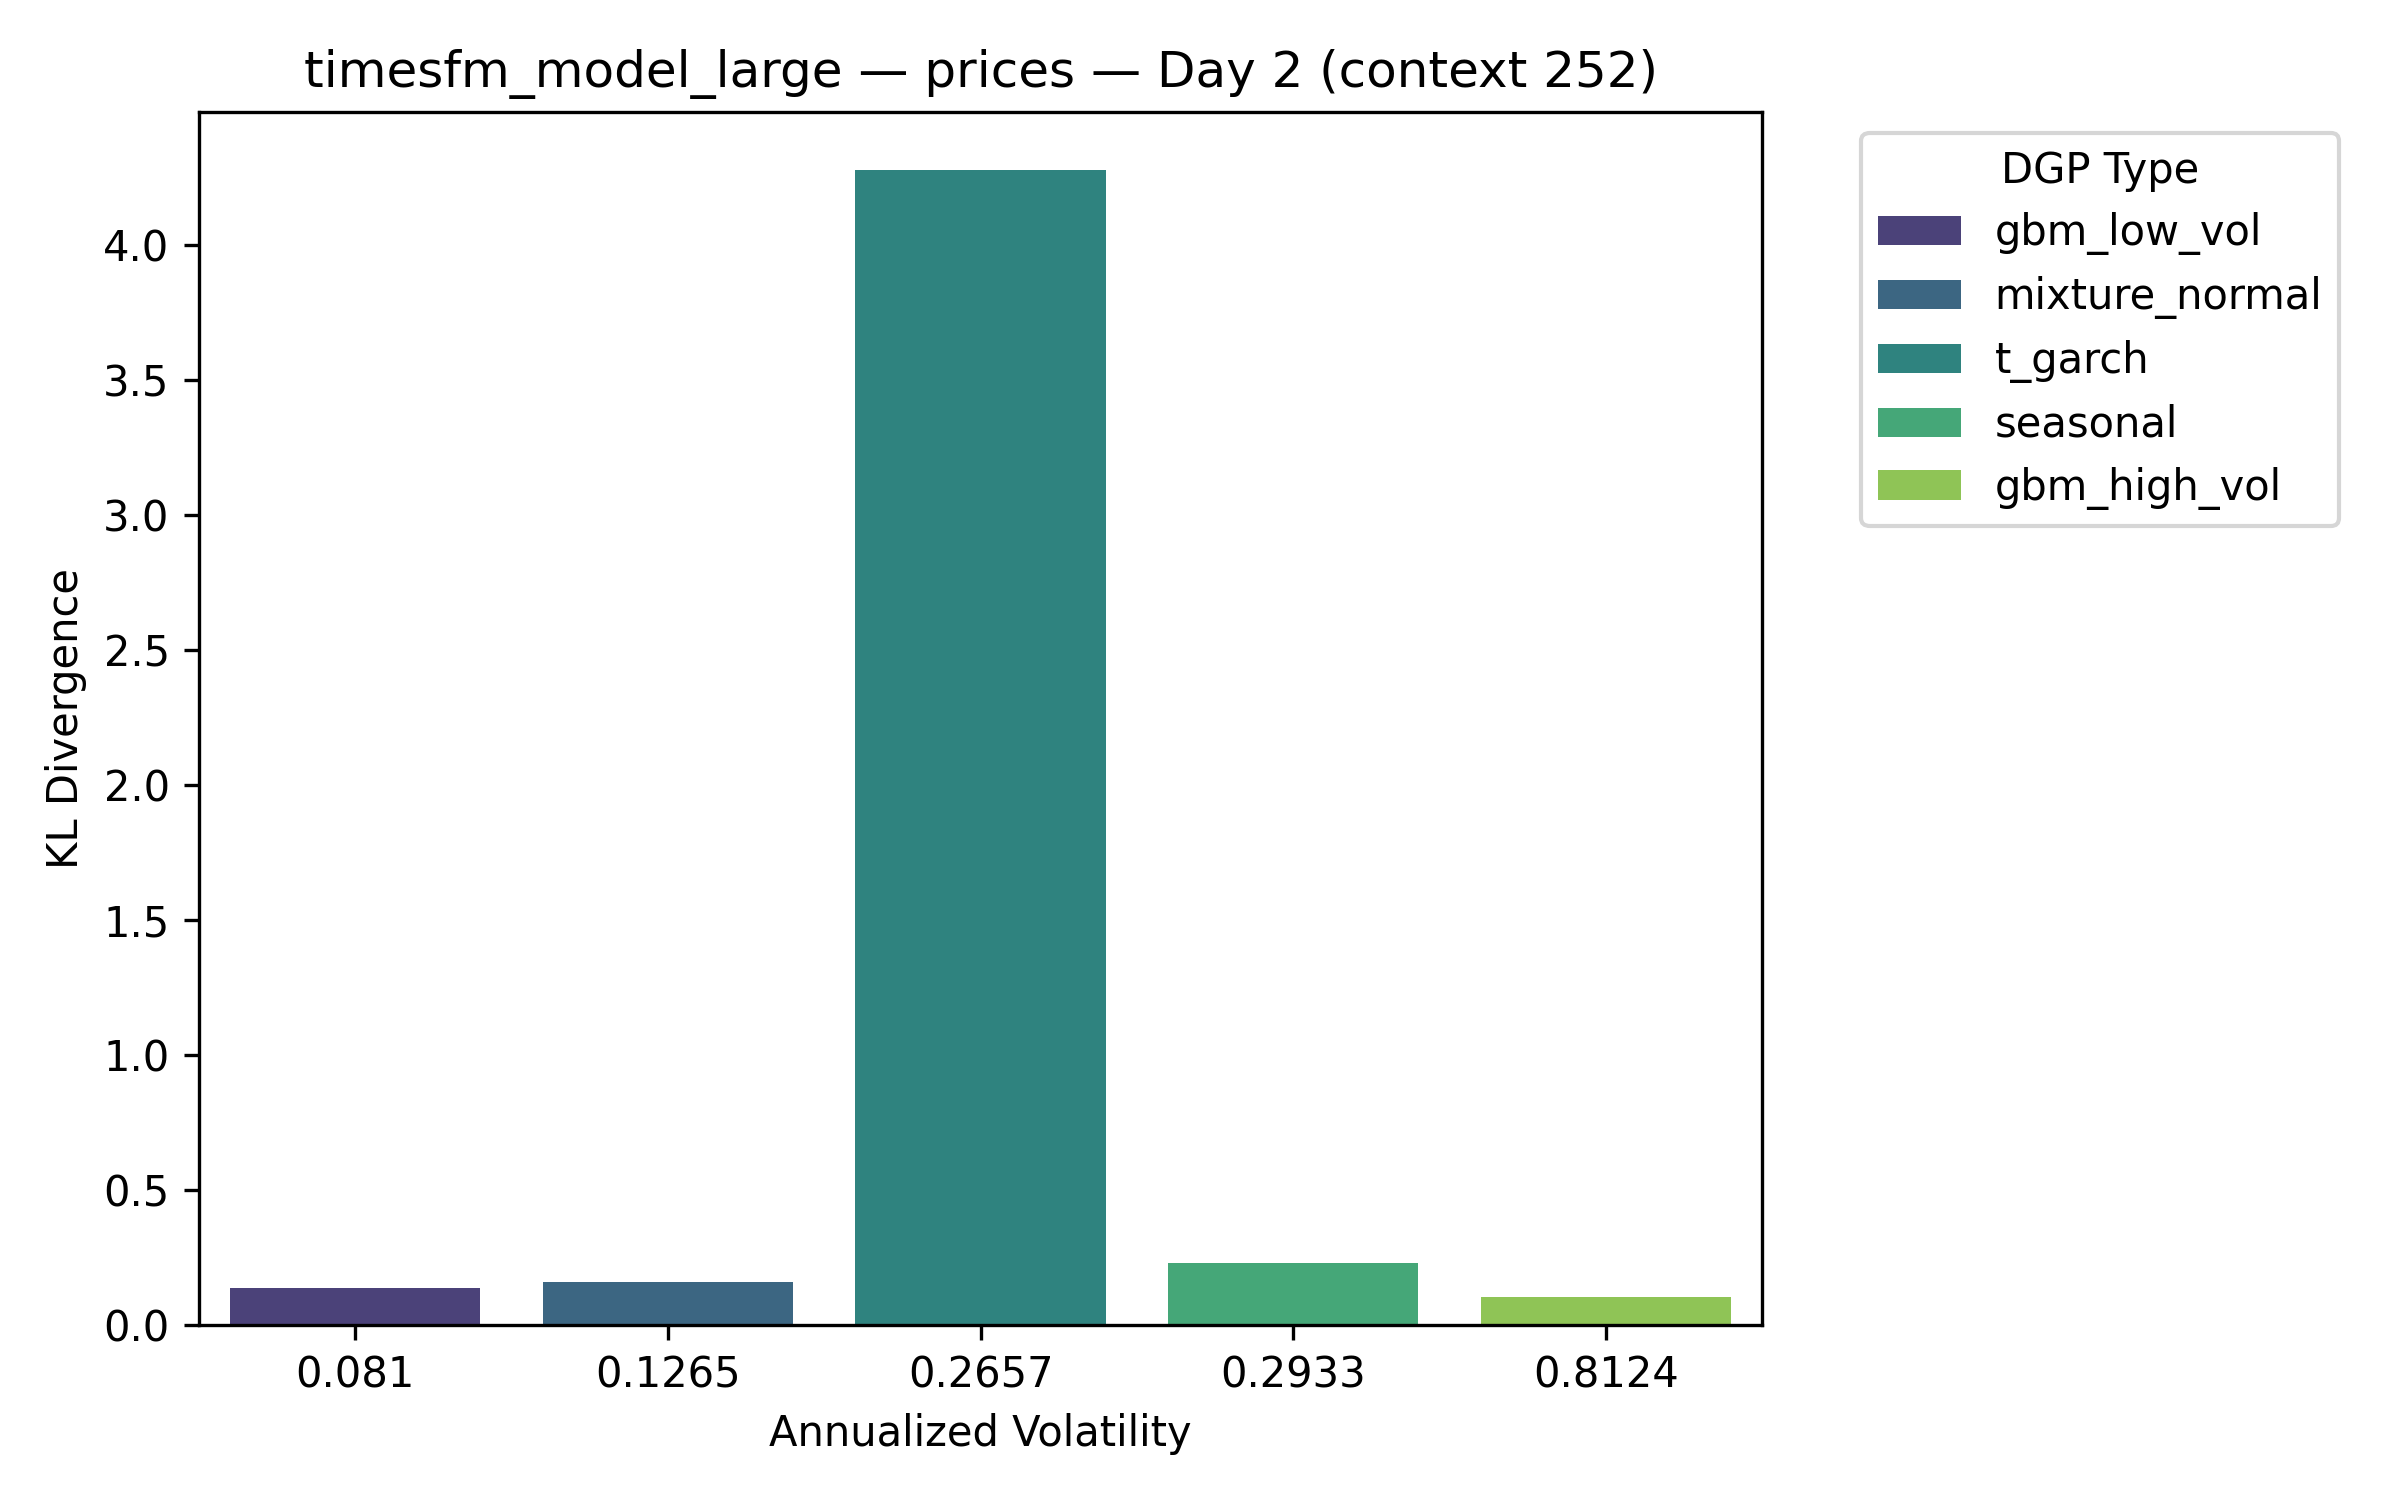 timesfm_model_large — prices — Day 2 (context 252)
DGP Type
gbm_low_vol
mixture_normal
t_garch
seasonal
gbm_high_vol
KL Divergence
4.0
3.5
3.0
2.5
2.0
1.5
1.0
0.5
0.0
0.081 0.1265 0.2657 0.2933 0.8124
Annualized Volatility